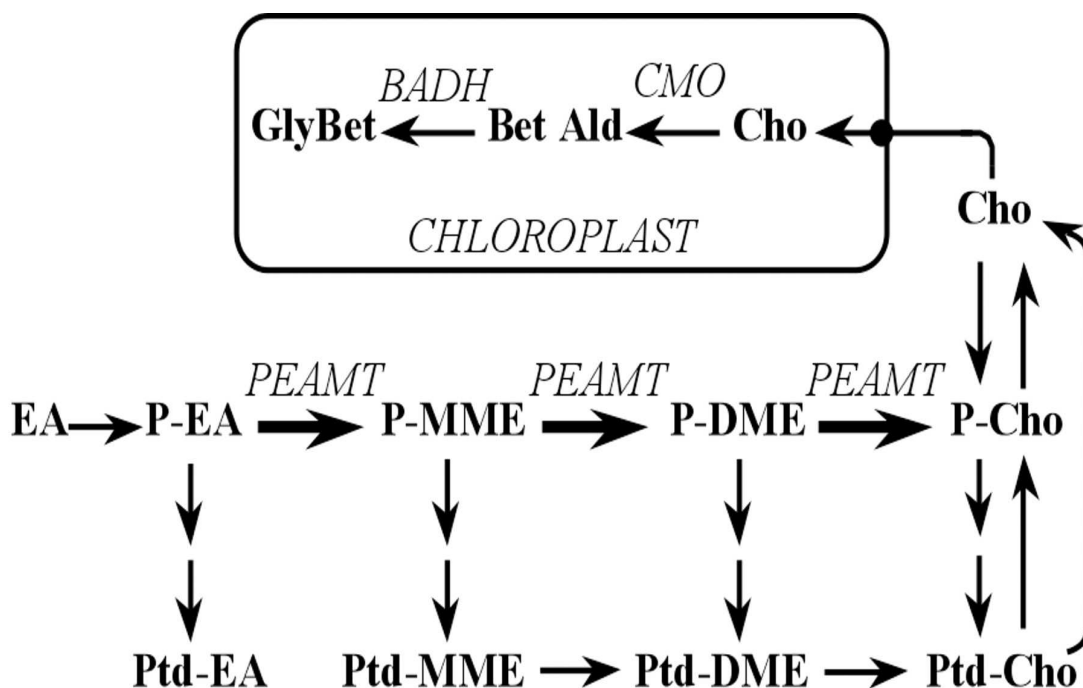 BADH CMO
GlyBet Bet Ald Cho
Cho
CHLOROPLAST
PEAMT PEAMT PEAMT
EA P-EA P-MME P-DME P-Cho
Ptd-EA Ptd-MME Ptd-DME Ptd-Cho